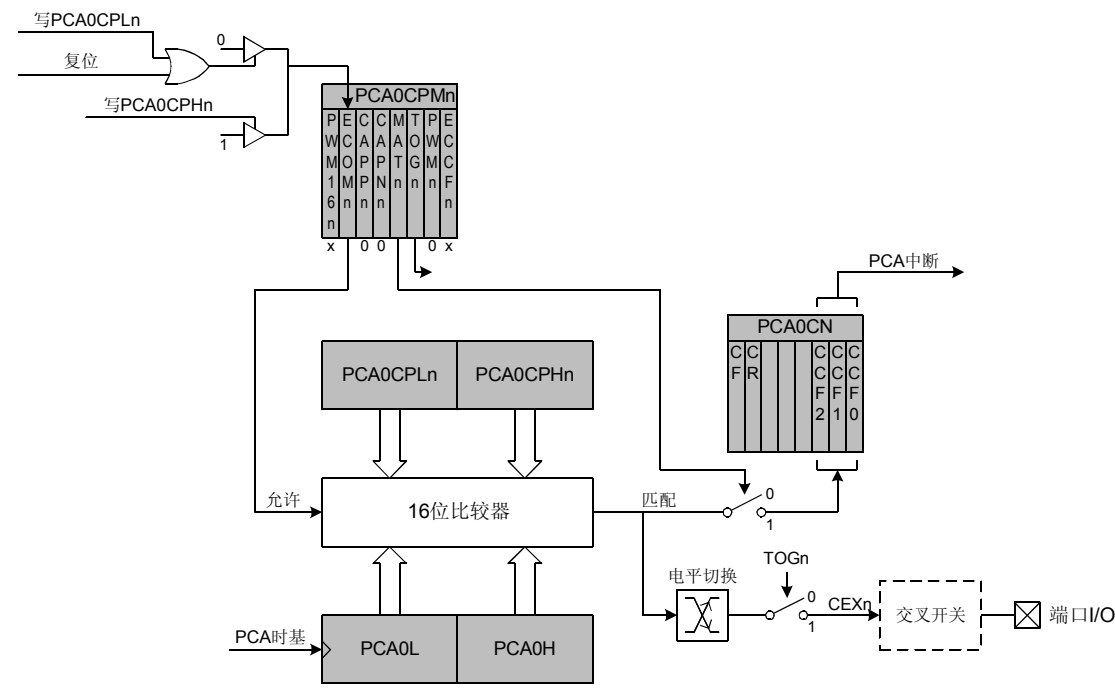 写PCA0CPLn
复位
0
写PCA0CPHn
1
PCA0CPMn
PWM16n ECOMn CAPPn CAPNn MATn TOGn PWMn ECCFn
x 0 0 0 x
PCA中断
PCA0CN
CF CR CCF2 CCF1 CCF0
PCA0CPLn PCA0CPHn
允许
16位比较器
匹配
0
1
电平切换
TOGn
0
1
CEXn
交叉开关
端口I/O
PCA时基
PCA0L PCA0H